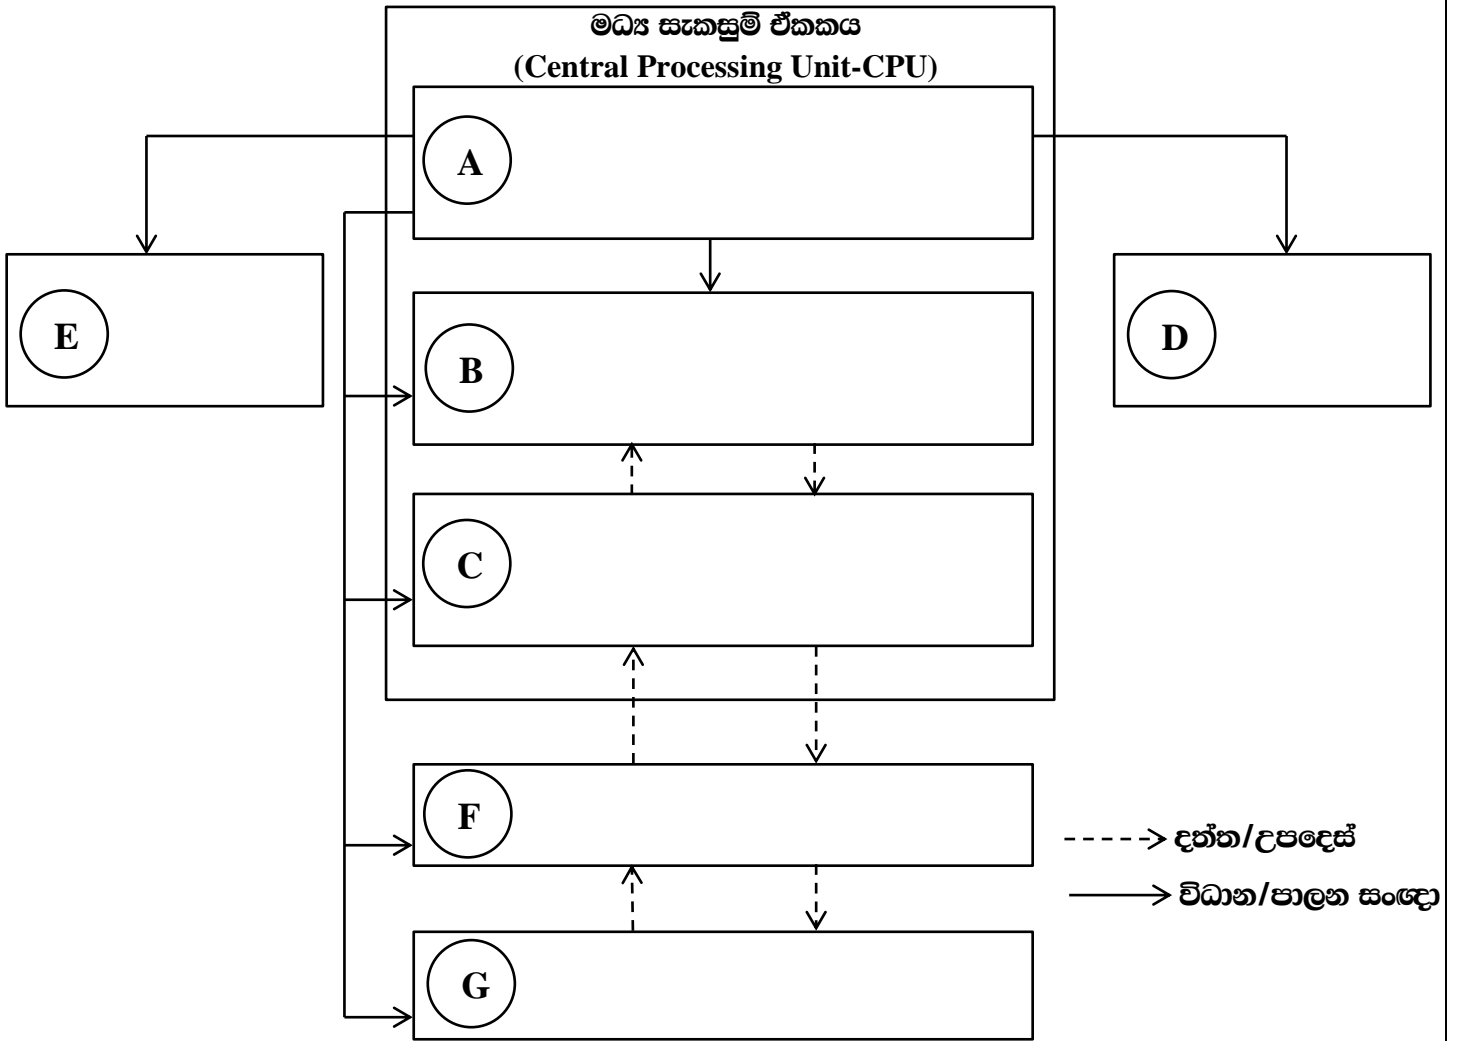 මධ්‍ය සැකසුම් ඒකකය
(Central Processing Unit-CPU)
A
E
B
D
C
F
දත්ත/උපදෙස්
විධාන/පාලන සංඥා
G